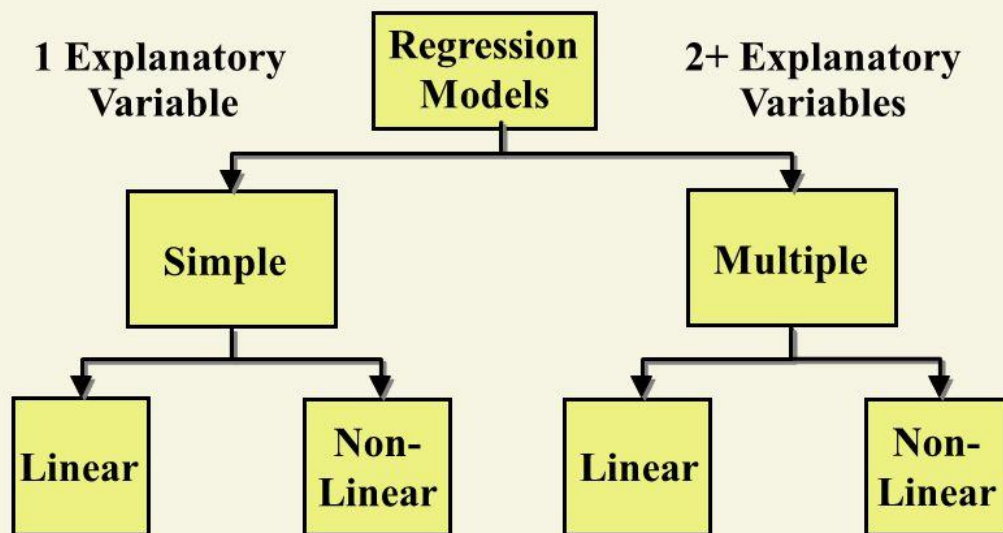 Regression
Models
1 Explanatory
Variable
2+ Explanatory
Variables
Simple
Multiple
Linear
Non-
Linear
Linear
Non-
Linear